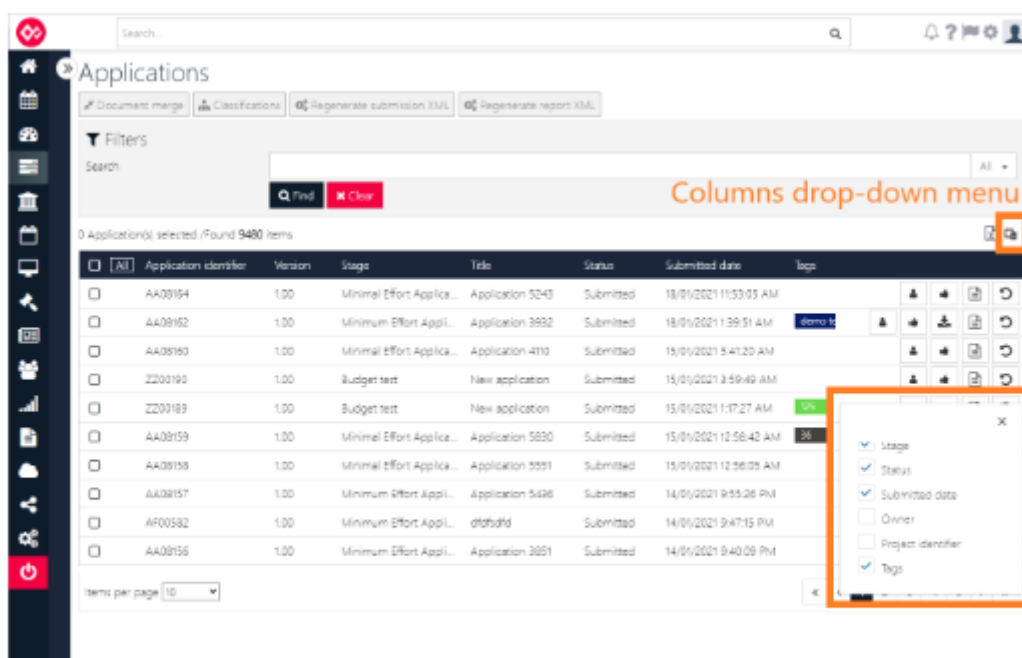 Search...
Applications
Document merge Classifications Regenerate submission XML Regenerate report XML
Filters
Search All
Find Clear
Columns drop-down menu
0 Application(s) selected /Found 9480 items
All Application identifier Version Stage Title Status Submitted date Tags
AA08164 1.00 Minimal Effort Applica... Application 5243 Submitted 18/01/2021 11:53:05 AM
AA08162 1.00 Minimum Effort Appli... Application 3932 Submitted 18/01/2021 1:39:51 AM demo te
AA08160 1.00 Minimal Effort Applica... Application 4110 Submitted 15/01/2021 5:41:20 AM
ZZ00190 1.00 Budget test New application Submitted 15/01/2021 3:59:49 AM
ZZ00189 1.00 Budget test New application Submitted 15/01/2021 1:17:27 AM
AA08159 1.00 Minimal Effort Applica... Application 5830 Submitted 15/01/2021 12:58:42 AM 36
AA08158 1.00 Minimal Effort Applica... Application 5551 Submitted 15/01/2021 12:56:05 AM
AA08157 1.00 Minimum Effort Appli... Application 5436 Submitted 14/01/2021 9:55:26 PM
AF00582 1.00 Minimum Effort Appli... dfdfsdfd Submitted 14/01/2021 9:47:15 PM
AA08156 1.00 Minimum Effort Appli... Application 3851 Submitted 14/01/2021 9:40:09 PM
Stage
Status
Submitted date
Owner
Project identifier
Tags
Items per page 10